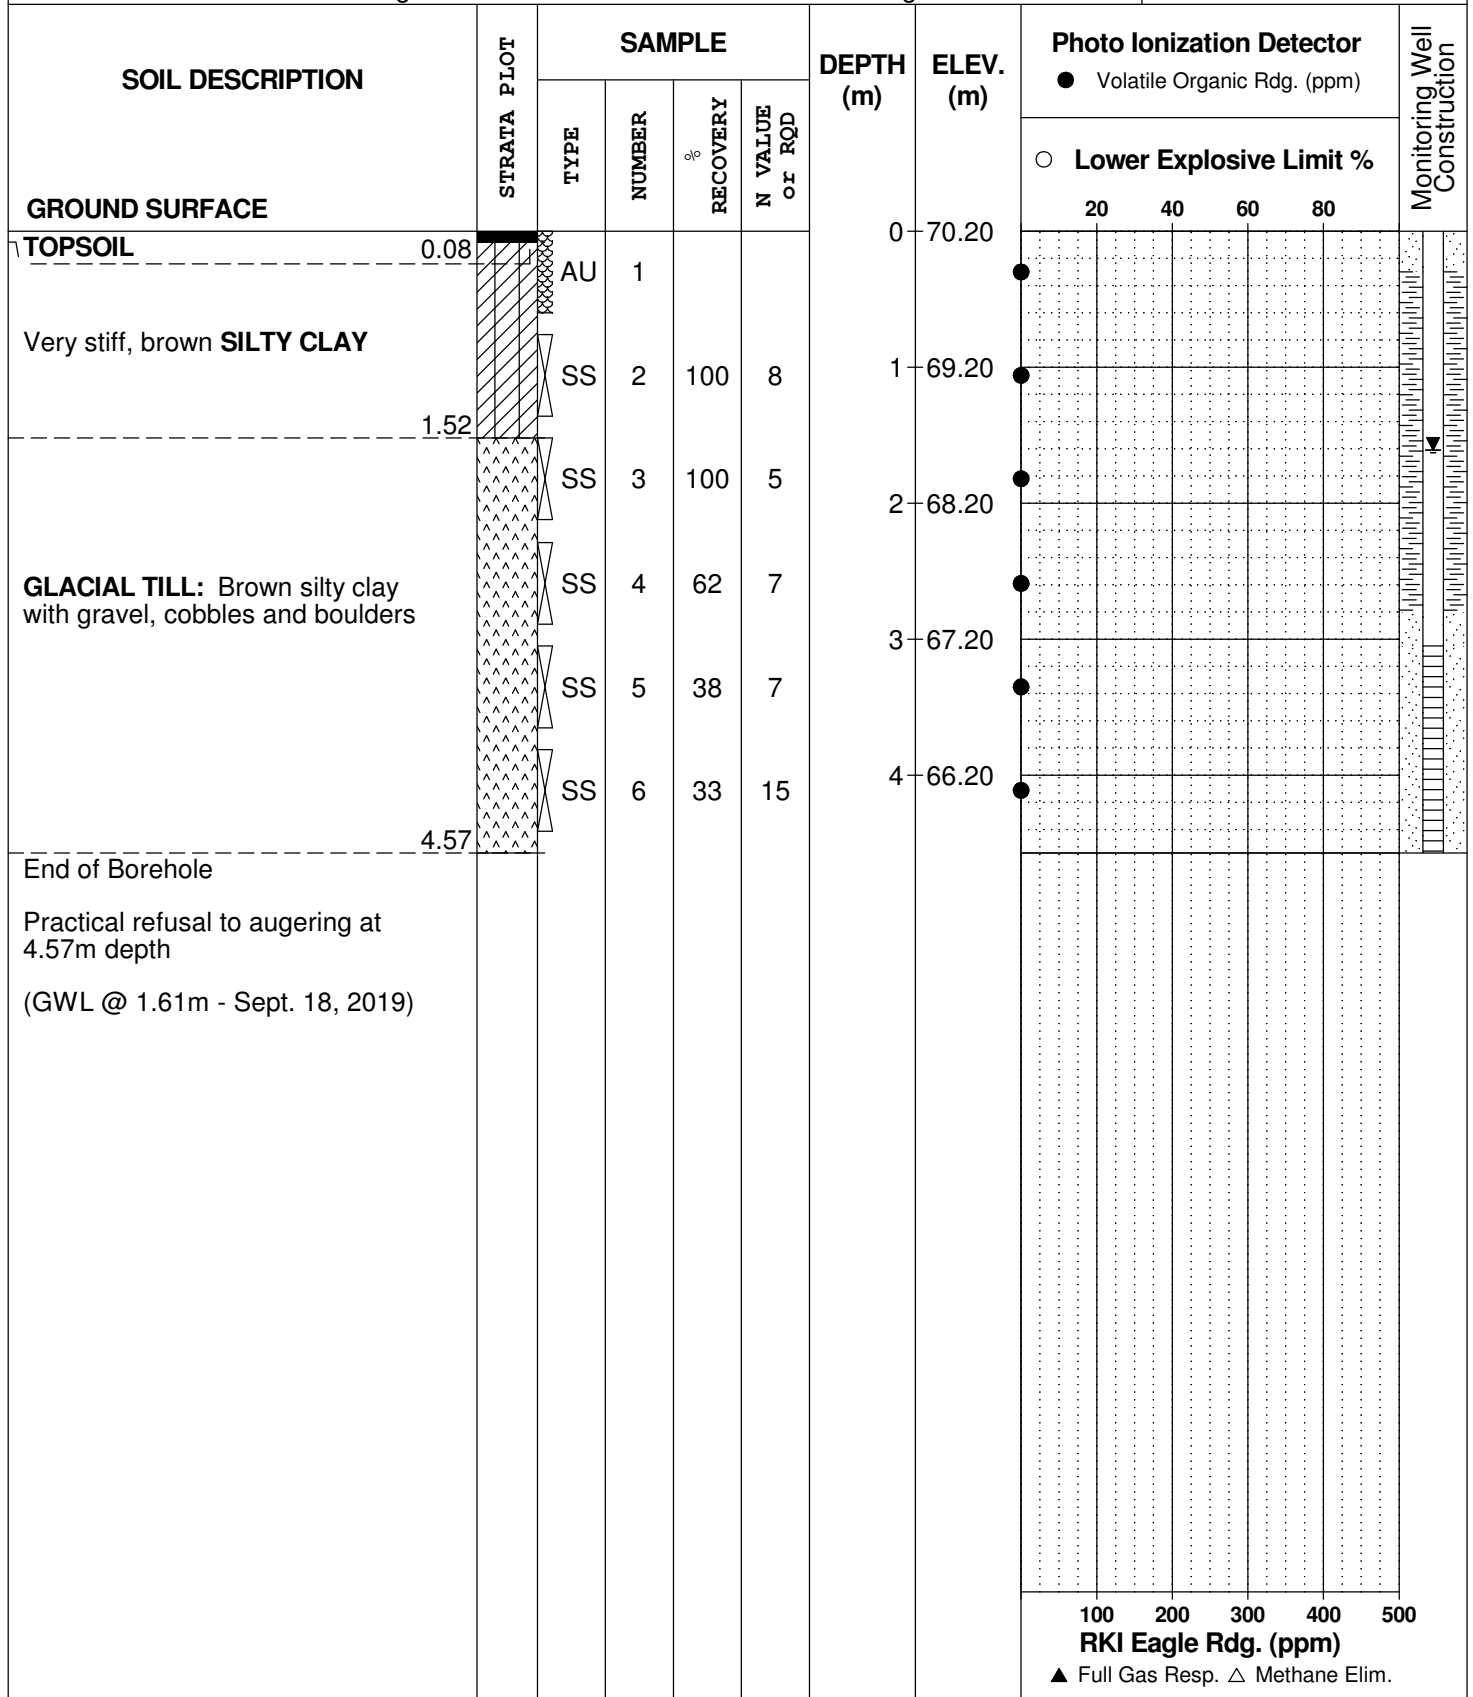 SOIL DESCRIPTION
GROUND SURFACE
STRATA PLOT
SAMPLE
TYPE
NUMBER
%
RECOVERY
N VALUE
or RQD
DEPTH
(m)
ELEV.
(m)
Photo Ionization Detector
● Volatile Organic Rdg. (ppm)
○ Lower Explosive Limit %
20 40 60 80
Monitoring Well
Construction
0 70.20
TOPSOIL 0.08
AU 1
Very stiff, brown SILTY CLAY
SS 2 100 8
1 69.20
1.52
SS 3 100 5
2 68.20
GLACIAL TILL: Brown silty clay
with gravel, cobbles and boulders
SS 4 62 7
3 67.20
SS 5 38 7
4 66.20
SS 6 33 15
4.57
End of Borehole
Practical refusal to augering at
4.57m depth
(GWL @ 1.61m - Sept. 18, 2019)
100 200 300 400 500
RKI Eagle Rdg. (ppm)
▲ Full Gas Resp. △ Methane Elim.